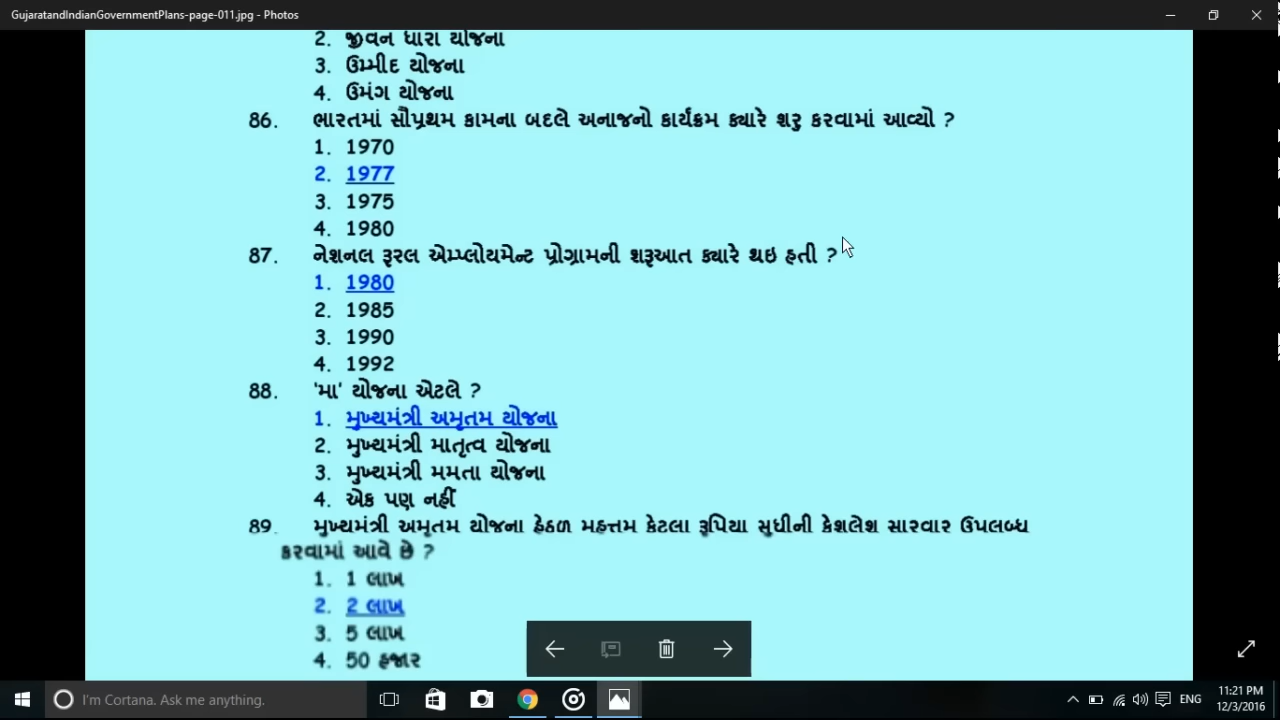 GujaratandIndianGovernmentPlans-page-011.jpg - Photos
2. જીવન ધારા યોજના
3. ઉમ્મીદ યોજના
4. ઉમંગ યોજના
86. ભારતમાં સૌપ્રથમ કામના બદલે અનાજનો કાર્યક્રમ ક્યારે શરુ કરવામાં આવ્યો ?
1. 1970
2. 1977
3. 1975
4. 1980
87. નેશનલ રૂરલ એમ્પ્લોયમેન્ટ પ્રોગ્રામની શરૂઆત ક્યારે થઇ હતી ?
1. 1980
2. 1985
3. 1990
4. 1992
88. 'મા' યોજના એટલે ?
1. મુખ્યમંત્રી અમૃતમ યોજના
2. મુખ્યમંત્રી માતૃત્વ યોજના
3. મુખ્યમંત્રી મમતા યોજના
4. એક પણ નહીં
89. મુખ્યમંત્રી અમૃતમ યોજના હેઠળ મહત્તમ કેટલા રૂપિયા સુધીની કેશલેશ સારવાર ઉપલબ્ધ
કરવામાં આવે છે ?
1. 1 લાખ
2. 2 લાખ
3. 5 લાખ
4. 50 હજાર
I'm Cortana. Ask me anything.
ENG
11:21 PM
12/3/2016